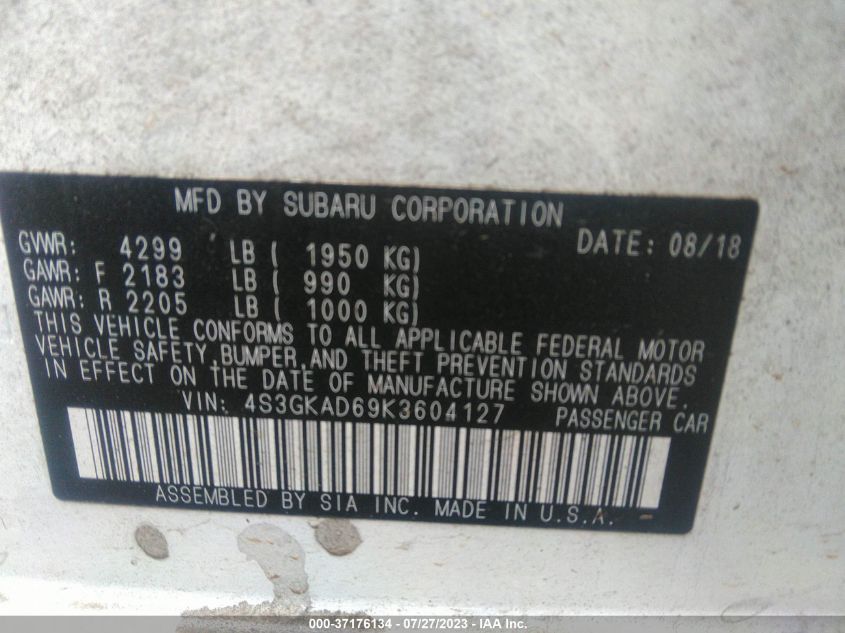 MFD BY SUBARU CORPORATION
DATE: 08/18
GVWR: 4299 LB ( 1950 KG)
GAWR: F 2183 LB ( 990 KG)
GAWR: R 2205 LB ( 1000 KG)
THIS VEHICLE CONFORMS TO ALL APPLICABLE FEDERAL MOTOR
VEHICLE SAFETY, BUMPER, AND THEFT PREVENTION STANDARDS
IN EFFECT ON THE DATE OF MANUFACTURE SHOWN ABOVE.
VIN: 4S3GKAD69K3604127 PASSENGER CAR
ASSEMBLED BY SIA INC. MADE IN U.S.A.
000-37176134 - 07/27/2023 - IAA Inc.